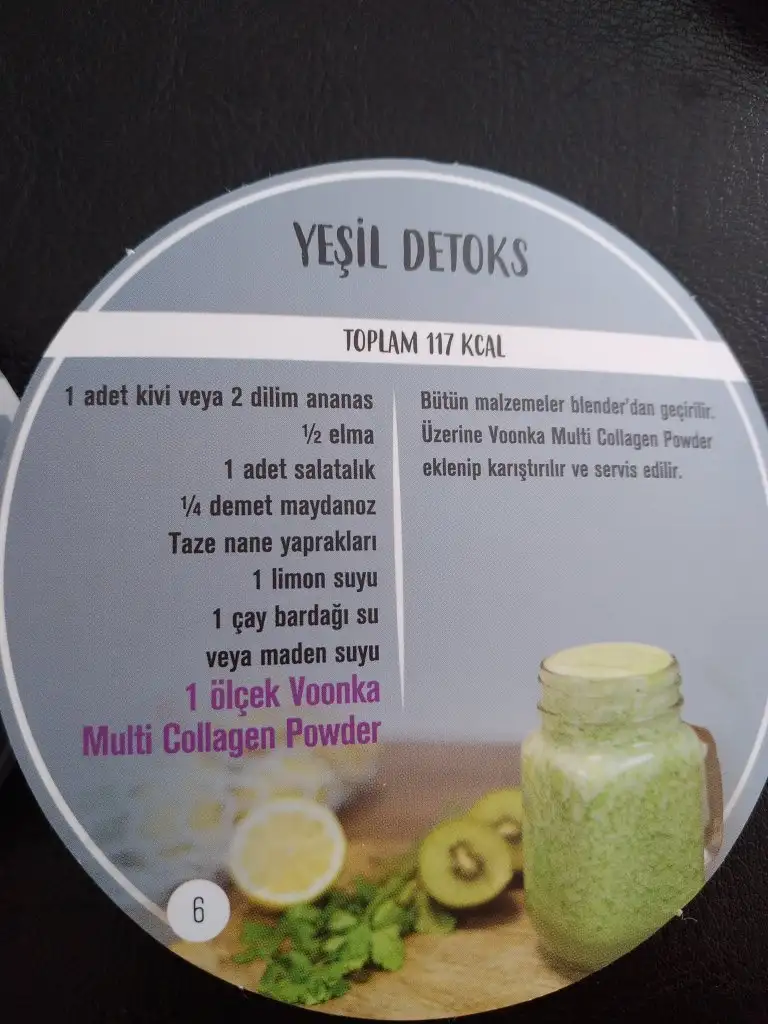 YEŞİL DETOKS
TOPLAM 117 KCAL
1 adet kivi veya 2 dilim ananas
½ elma
1 adet salatalık
¼ demet maydanoz
Taze nane yaprakları
1 limon suyu
1 çay bardağı su
veya maden suyu
1 ölçek Voonka
Multi Collagen Powder
Bütün malzemeler blender'dan geçirilir.
Üzerine Voonka Multi Collagen Powder
eklenip karıştırılır ve servis edilir.
6